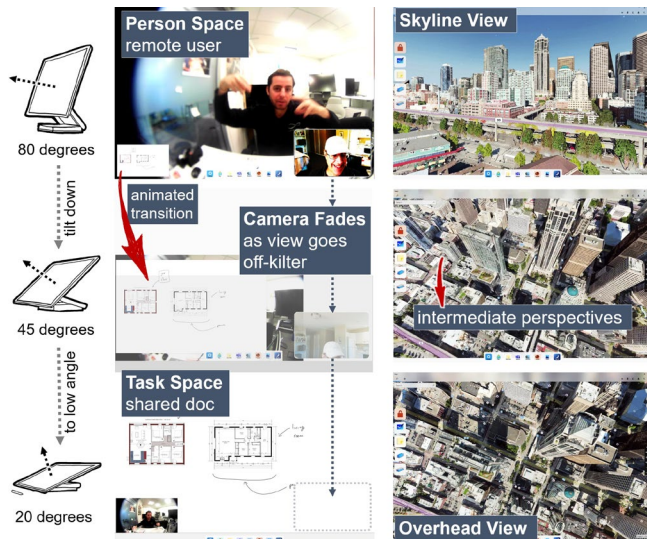 80 degrees
tilt down
45 degrees
to low angle
20 degrees
Person Space
remote user
animated
transition
Camera Fades
as view goes
off-kilter
Task Space
shared doc
Skyline View
intermediate perspectives
Overhead View